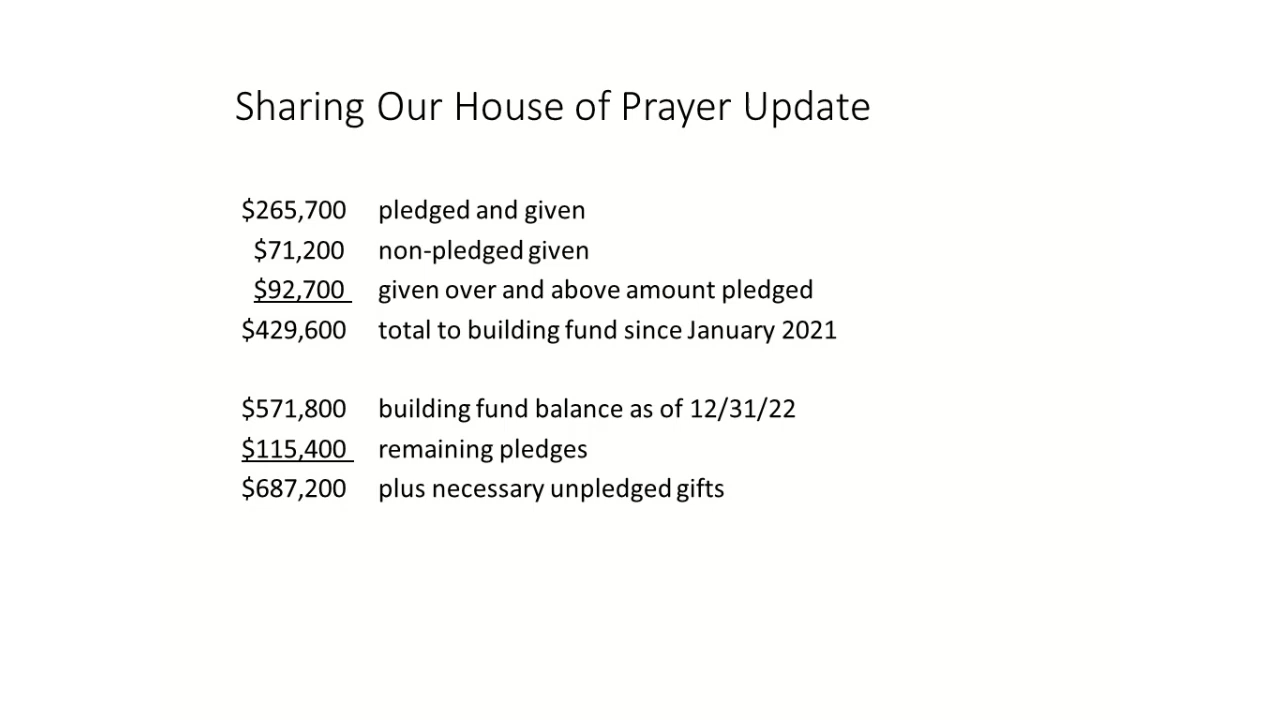 Sharing Our House of Prayer Update
$265,700 pledged and given
$71,200 non-pledged given
$92,700 given over and above amount pledged
$429,600 total to building fund since January 2021
$571,800 building fund balance as of 12/31/22
$115,400 remaining pledges
$687,200 plus necessary unpledged gifts